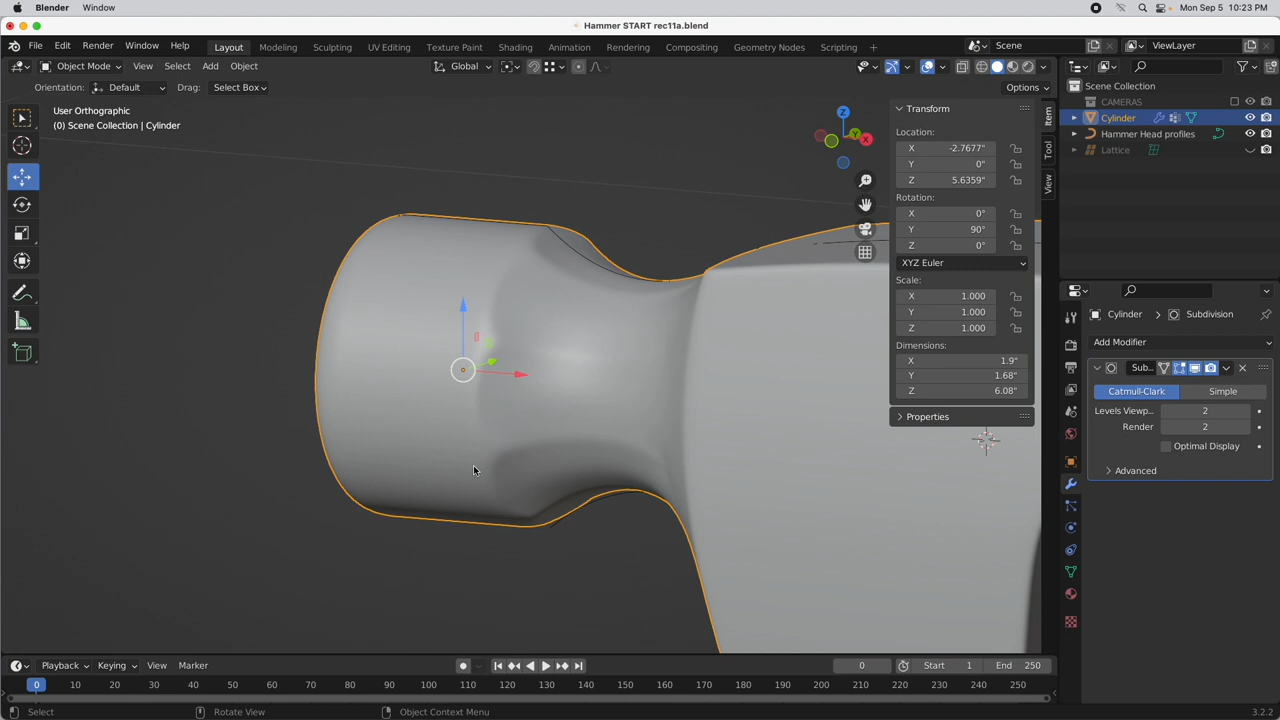 Blender Window Mon Sep 5 10:23 PM
Hammer START rec11a.blend
File Edit Render Window Help Layout Modeling Sculpting UV Editing Texture Paint Shading Animation Rendering Compositing Geometry Nodes Scripting + Scene ViewLayer
Object Mode View Select Add Object Global Options
Orientation: Default Drag: Select Box
User Orthographic
(0) Scene Collection | Cylinder
Z
Y
X
Transform
Location:
X -2.7677"
Y 0"
Z 5.6359"
Rotation:
X 0°
Y 90°
Z 0°
XYZ Euler
Scale:
X 1.000
Y 1.000
Z 1.000
Dimensions:
X 1.9"
Y 1.68"
Z 6.08"
Properties
Item
Tool
View
Scene Collection
CAMERAS
Cylinder
Hammer Head profiles
Lattice
Cylinder > Subdivision
Add Modifier
Sub..
Catmull-Clark Simple
Levels Viewp... 2
Render 2
Optimal Display
Advanced
Playback Keying View Marker 0 Start 1 End 250
0 10 20 30 40 50 60 70 80 90 100 110 120 130 140 150 160 170 180 190 200 210 220 230 240 250
Select Rotate View Object Context Menu 3.2.2